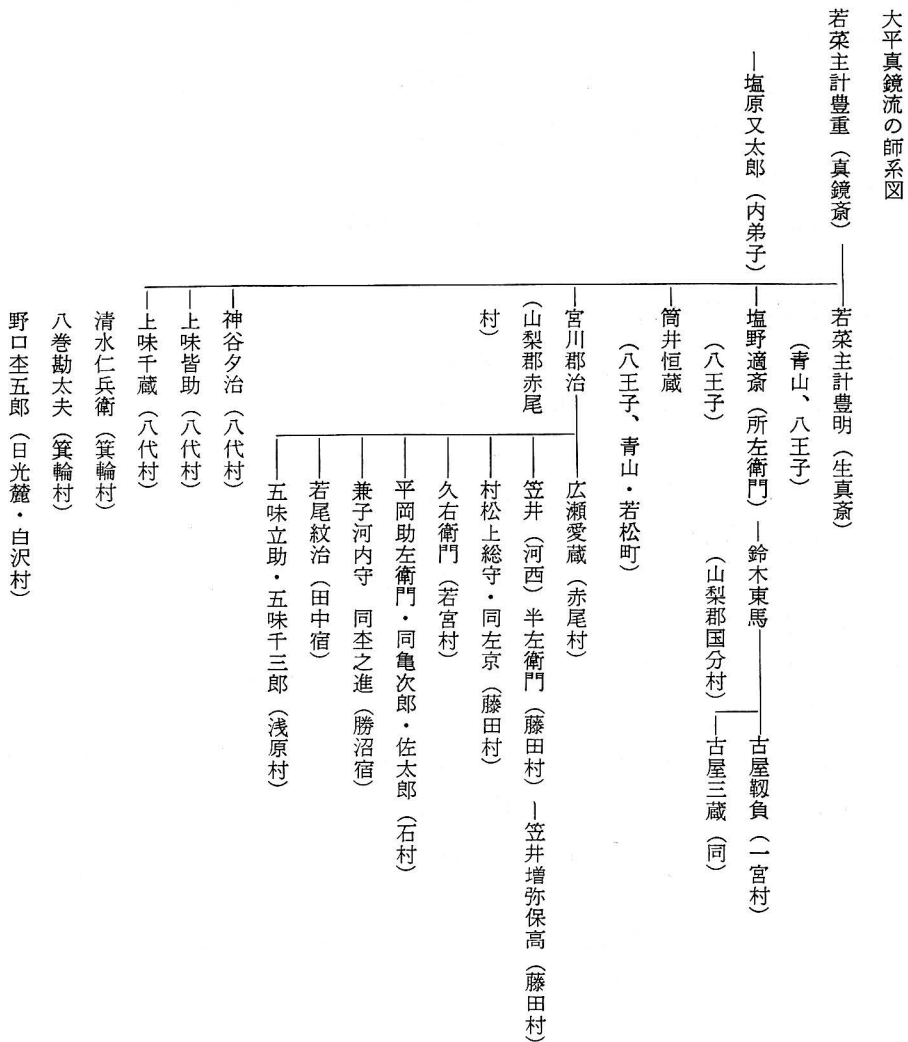 大平真鏡流の師系図
若菜主計豊重（真鏡斎）
若菜主計豊明（生真斎）
（青山、八王子）
塩原又太郎（内弟子）
塩野適斎（所左衛門）
鈴木東馬
古屋靱負（一宮村）
（八王子）
（山梨郡国分村）
古屋三蔵（同）
筒井恒蔵
（八王子、青山・若松町）
宮川郡治
広瀬愛蔵（赤尾村）
（山梨郡赤尾
村）
笠井（河西）半左衛門（藤田村）
笠井増弥保高（藤田村）
村松上総守・同左京（藤田村）
久右衛門（若宮村）
平岡助左衛門・同亀次郎・佐太郎（石村）
兼子河内守　同杢之進（勝沼宿）
若尾紋治（田中宿）
五味立助・五味千三郎（浅原村）
神谷夕治（八代村）
上味皆助（八代村）
上味千蔵（八代村）
清水仁兵衛（箕輪村）
八巻勘太夫（箕輪村）
野口杢五郎（日光麓・白沢村）